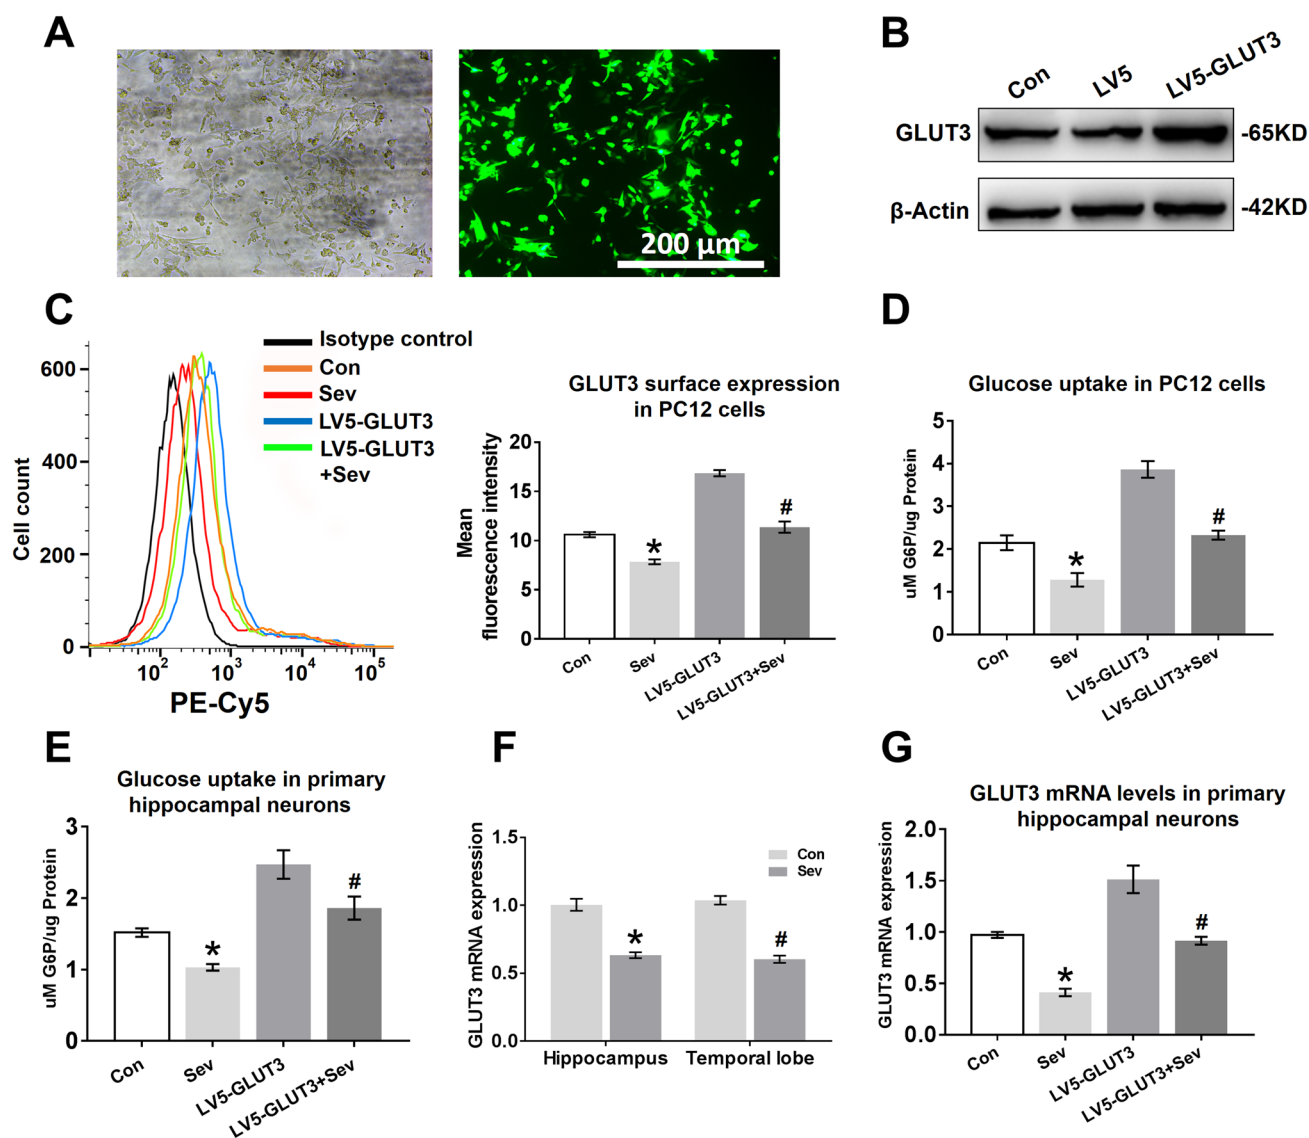 A
200 μm
B
Con
LV5
LV5-GLUT3
GLUT3
-65KD
β-Actin
-42KD
C
Isotype control
Con
Sev
LV5-GLUT3
LV5-GLUT3
+Sev
600
400
200
0
Cell count
10²
10³
10⁴
10⁵
PE-Cy5
GLUT3 surface expression
in PC12 cells
Mean
fluorescence intensity
20
15
10
5
0
*
#
Con
Sev
LV5-GLUT3
LV5-GLUT3+Sev
D
Glucose uptake in PC12 cells
uM G6P/ug Protein
5
4
3
2
1
0
*
#
Con
Sev
LV5-GLUT3
LV5-GLUT3+Sev
E
Glucose uptake in primary
hippocampal neurons
uM G6P/ug Protein
3
2
1
0
*
#
Con
Sev
LV5-GLUT3
LV5-GLUT3+Sev
F
GLUT3 mRNA expression
1.5
1.0
0.5
0.0
Con
Sev
*
#
Hippocampus
Temporal lobe
G
GLUT3 mRNA levels in primary
hippocampal neurons
GLUT3 mRNA expression
2.0
1.5
1.0
0.5
0.0
*
#
Con
Sev
LV5-GLUT3
LV5-GLUT3+Sev